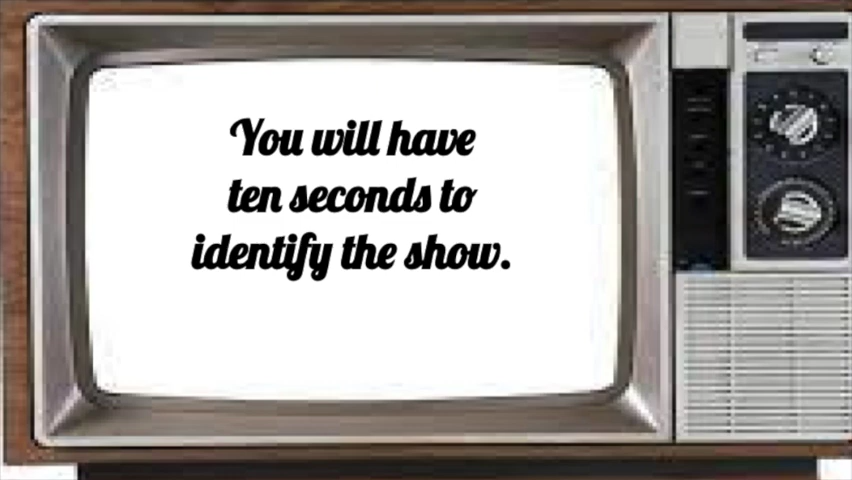 You will have
ten seconds to
identify the show.